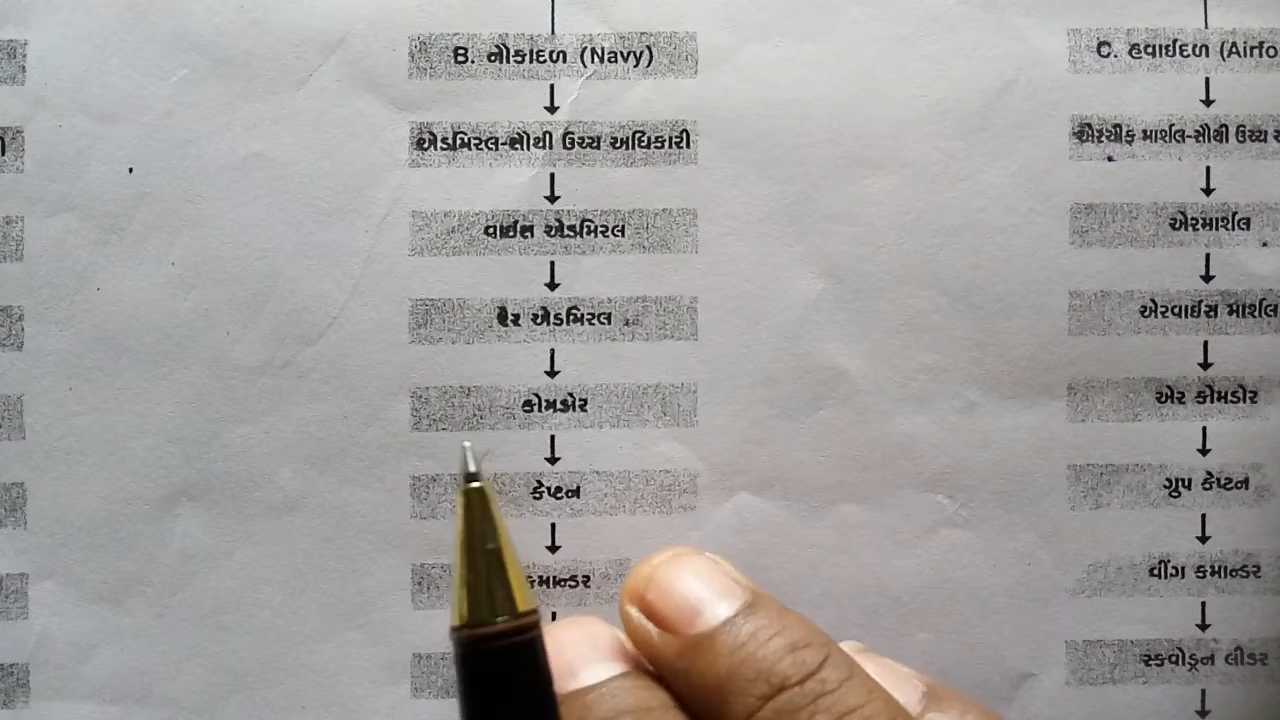 B. નૌકાદળ (Navy)
એડમિરલ-સૌથી ઉચ્ચ અધિકારી
વાઈસ એડમિરલ
રેર એડમિરલ
કોમડોર
કેપ્ટન
કમાન્ડર
C. હવાઈદળ (Airfo
એરચીફ માર્શલ-સૌથી ઉચ્ચ
એરમાર્શલ
એરવાઈસ માર્શલ
એર કોમડોર
ગ્રુપ કેપ્ટન
વીંગ કમાન્ડર
સ્કવોડ્રન લીડર